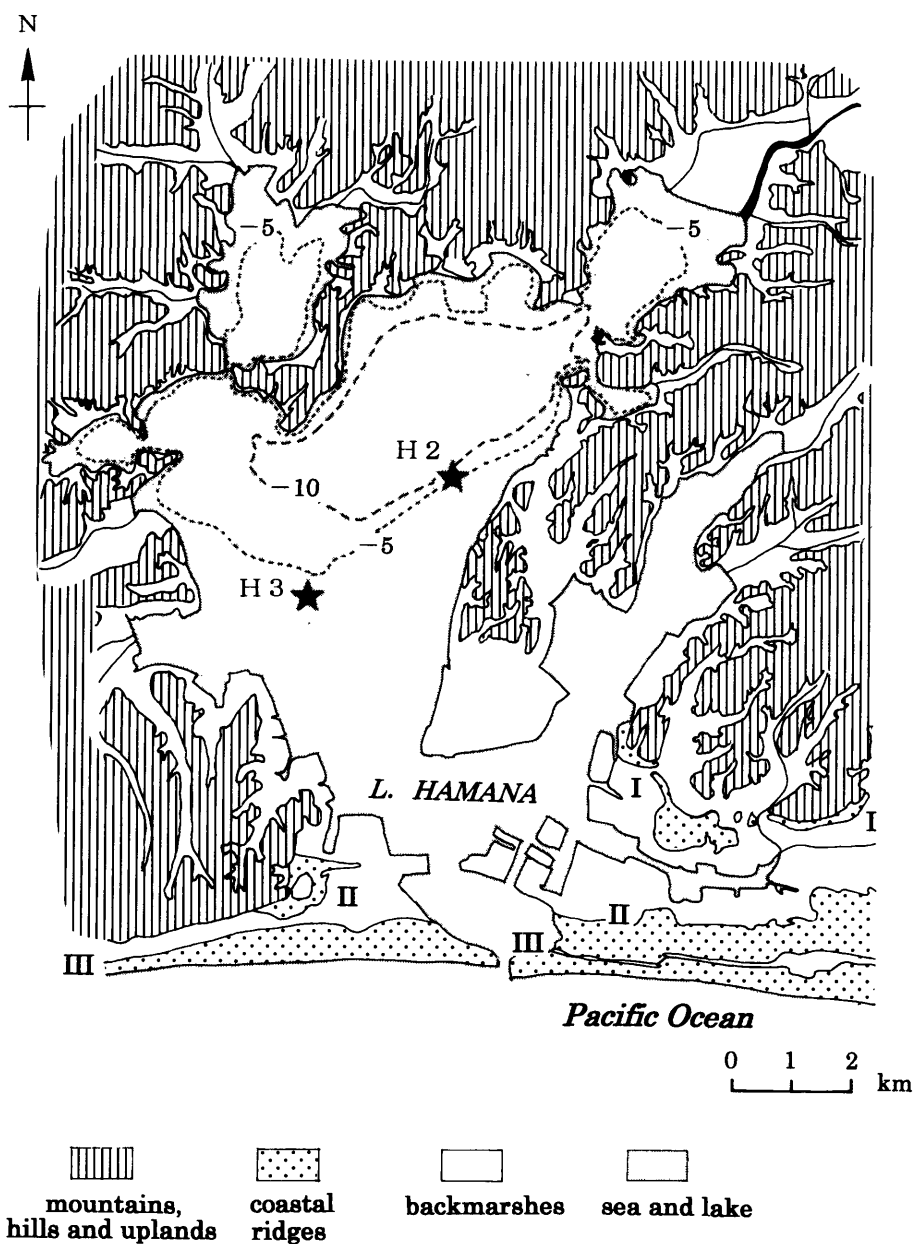 N
-5
-5
H 2
-10
-5
H 3
L. HAMANA
I
I
II
II
III
III
Pacific Ocean
0 1 2
km
mountains,
hills and uplands
coastal
ridges
backmarshes
sea and lake